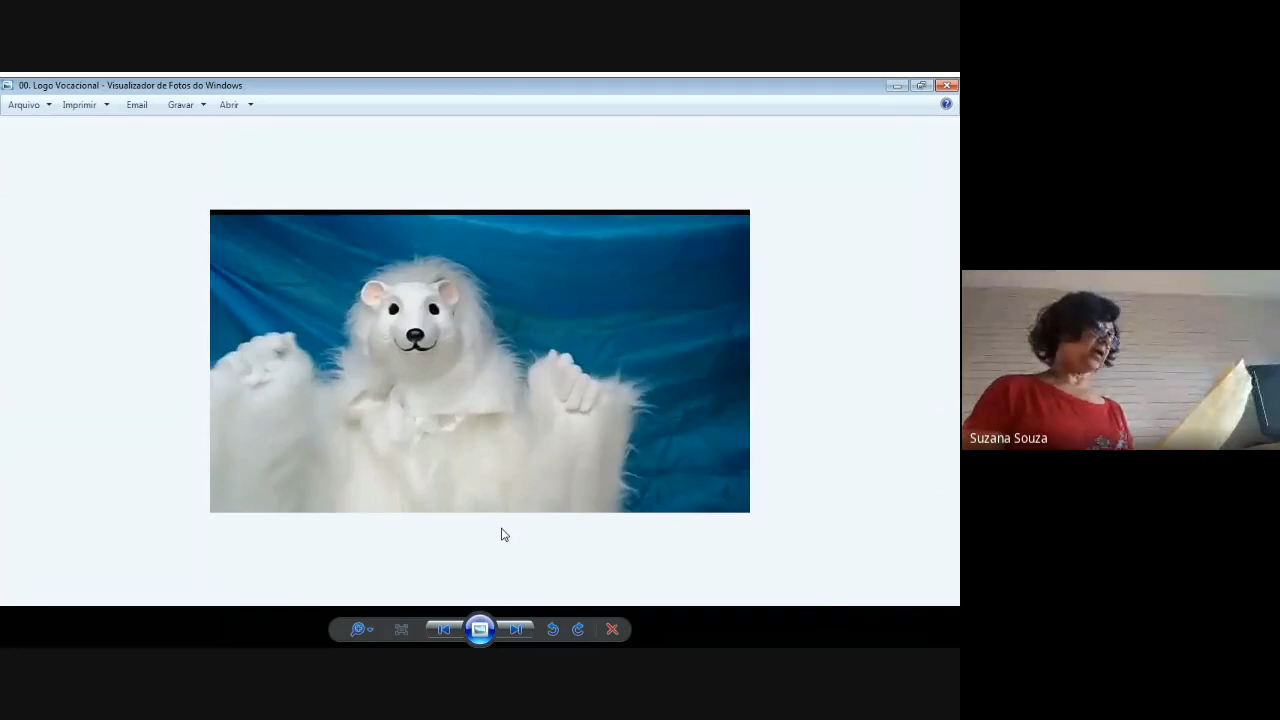 00. Logo Vocacional - Visualizador de Fotos do Windows
Arquivo Imprimir Email Gravar Abrir
Suzana Souza